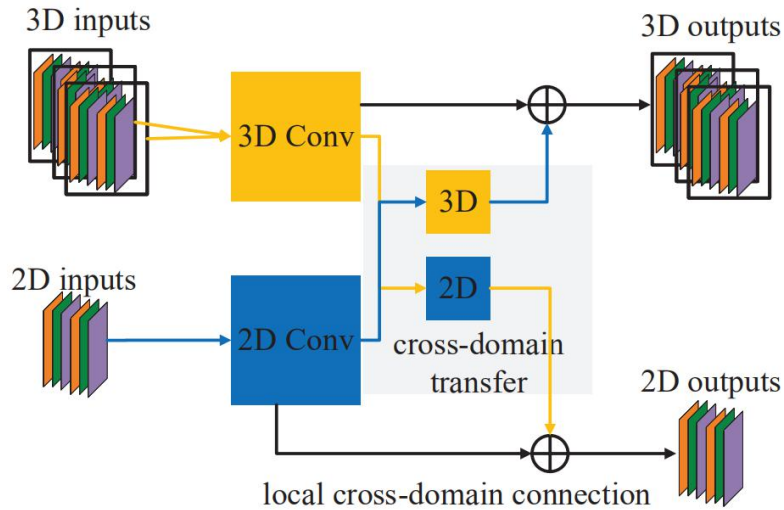 3D inputs
3D outputs
3D Conv
3D
2D inputs
2D
2D Conv
cross-domain
transfer
2D outputs
local cross-domain connection